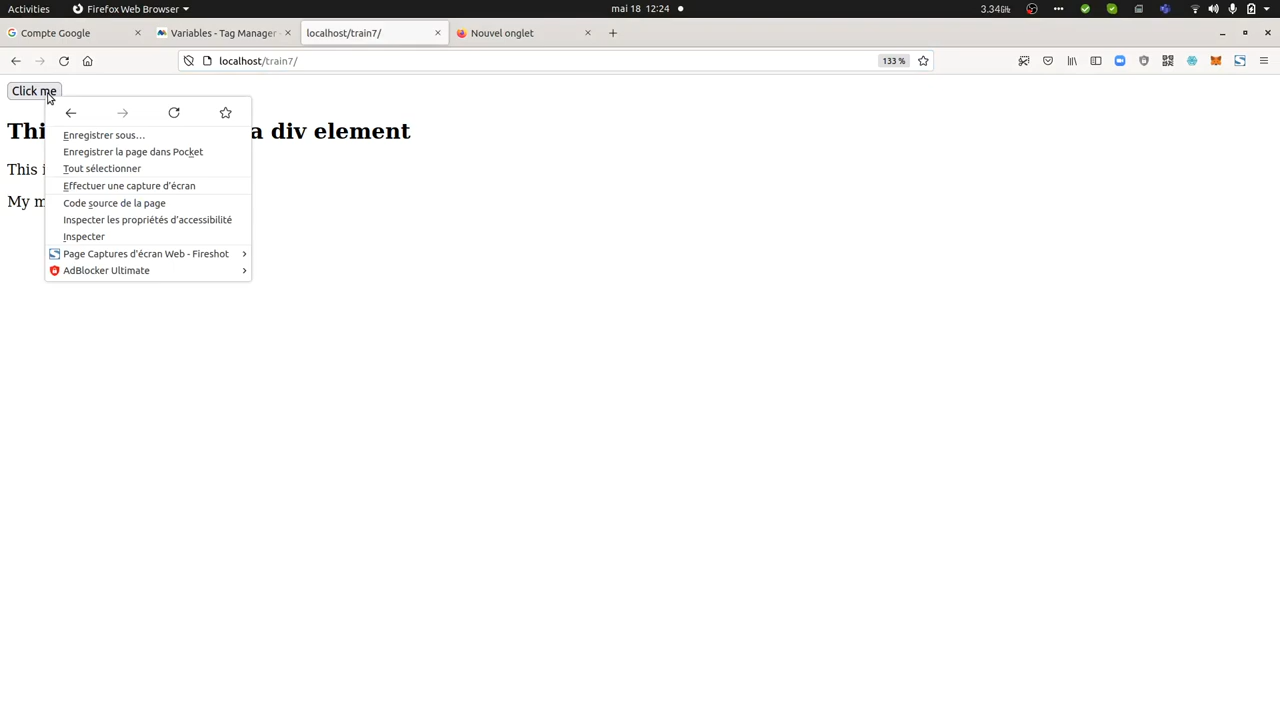 Activities
Firefox Web Browser
mai 18 12:24
3.34GHz
Compte Google
Variables - Tag Manager
localhost/train7/
Nouvel onglet
localhost/train7/
133 %
Click me
a div element
Enregistrer sous…
Enregistrer la page dans Pocket
Tout sélectionner
Effectuer une capture d'écran
Code source de la page
Inspecter les propriétés d'accessibilité
Inspecter
Page Captures d'écran Web - Fireshot
AdBlocker Ultimate
This i
My m